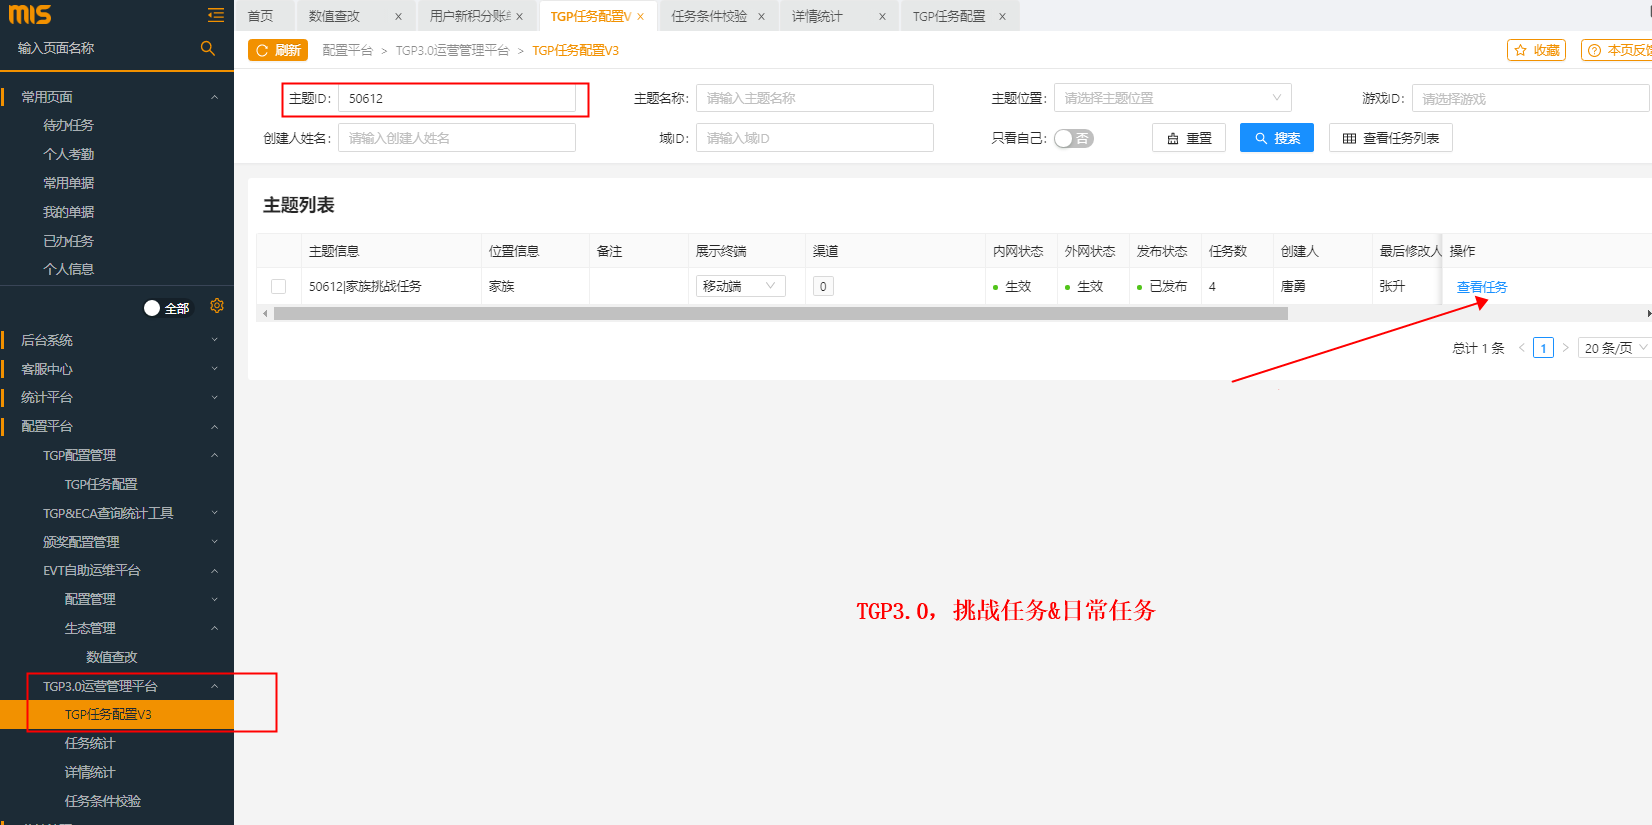 mis
首页
数值查改 ×
用户新积分账 ×
TGP任务配置V ×
任务条件校验 ×
详情统计 ×
TGP任务配置 ×
输入页面名称
刷新
配置平台 > TGP3.0运营管理平台 > TGP任务配置V3
收藏
本页反馈
常用页面
待办任务
个人考勤
常用单据
我的单据
已办任务
个人信息
全部
后台系统
客服中心
统计平台
配置平台
TGP配置管理
TGP任务配置
TGP&ECA查询统计工具
颁奖配置管理
EVT自助运维平台
配置管理
生态管理
数值查改
TGP3.0运营管理平台
TGP任务配置V3
任务统计
详情统计
任务条件校验
主题ID: 50612
主题名称: 请输入主题名称
主题位置: 请选择主题位置
游戏ID: 请选择游戏
创建人姓名: 请输入创建人姓名
域ID: 请输入域ID
只看自己: 否
重置
搜索
查看任务列表
主题列表
主题信息 位置信息 备注 展示终端 渠道 内网状态 外网状态 发布状态 任务数 创建人 最后修改人 操作
50612|家族挑战任务 家族 移动端 0 生效 生效 已发布 4 唐勇 张升 查看任务
总计 1 条 < 1 > 20 条/页
TGP3.0，挑战任务&日常任务